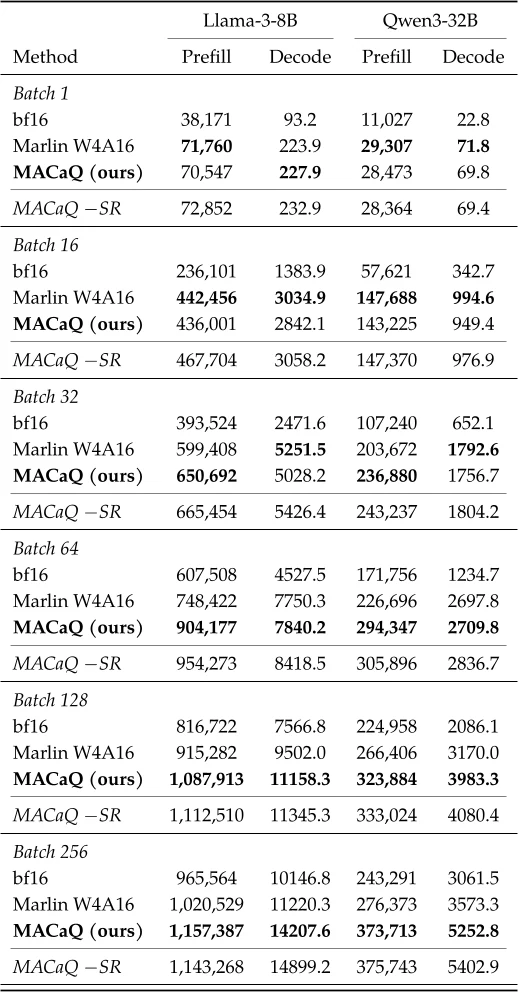 Llama-3-8B Qwen3-32B
Method Prefill Decode Prefill Decode
Batch 1
bf16 38,171 93.2 11,027 22.8
Marlin W4A16 71,760 223.9 29,307 71.8
MACaQ (ours) 70,547 227.9 28,473 69.8
MACaQ −SR 72,852 232.9 28,364 69.4
Batch 16
bf16 236,101 1383.9 57,621 342.7
Marlin W4A16 442,456 3034.9 147,688 994.6
MACaQ (ours) 436,001 2842.1 143,225 949.4
MACaQ −SR 467,704 3058.2 147,370 976.9
Batch 32
bf16 393,524 2471.6 107,240 652.1
Marlin W4A16 599,408 5251.5 203,672 1792.6
MACaQ (ours) 650,692 5028.2 236,880 1756.7
MACaQ −SR 665,454 5426.4 243,237 1804.2
Batch 64
bf16 607,508 4527.5 171,756 1234.7
Marlin W4A16 748,422 7750.3 226,696 2697.8
MACaQ (ours) 904,177 7840.2 294,347 2709.8
MACaQ −SR 954,273 8418.5 305,896 2836.7
Batch 128
bf16 816,722 7566.8 224,958 2086.1
Marlin W4A16 915,282 9502.0 266,406 3170.0
MACaQ (ours) 1,087,913 11158.3 323,884 3983.3
MACaQ −SR 1,112,510 11345.3 333,024 4080.4
Batch 256
bf16 965,564 10146.8 243,291 3061.5
Marlin W4A16 1,020,529 11220.3 276,373 3573.3
MACaQ (ours) 1,157,387 14207.6 373,713 5252.8
MACaQ −SR 1,143,268 14899.2 375,743 5402.9